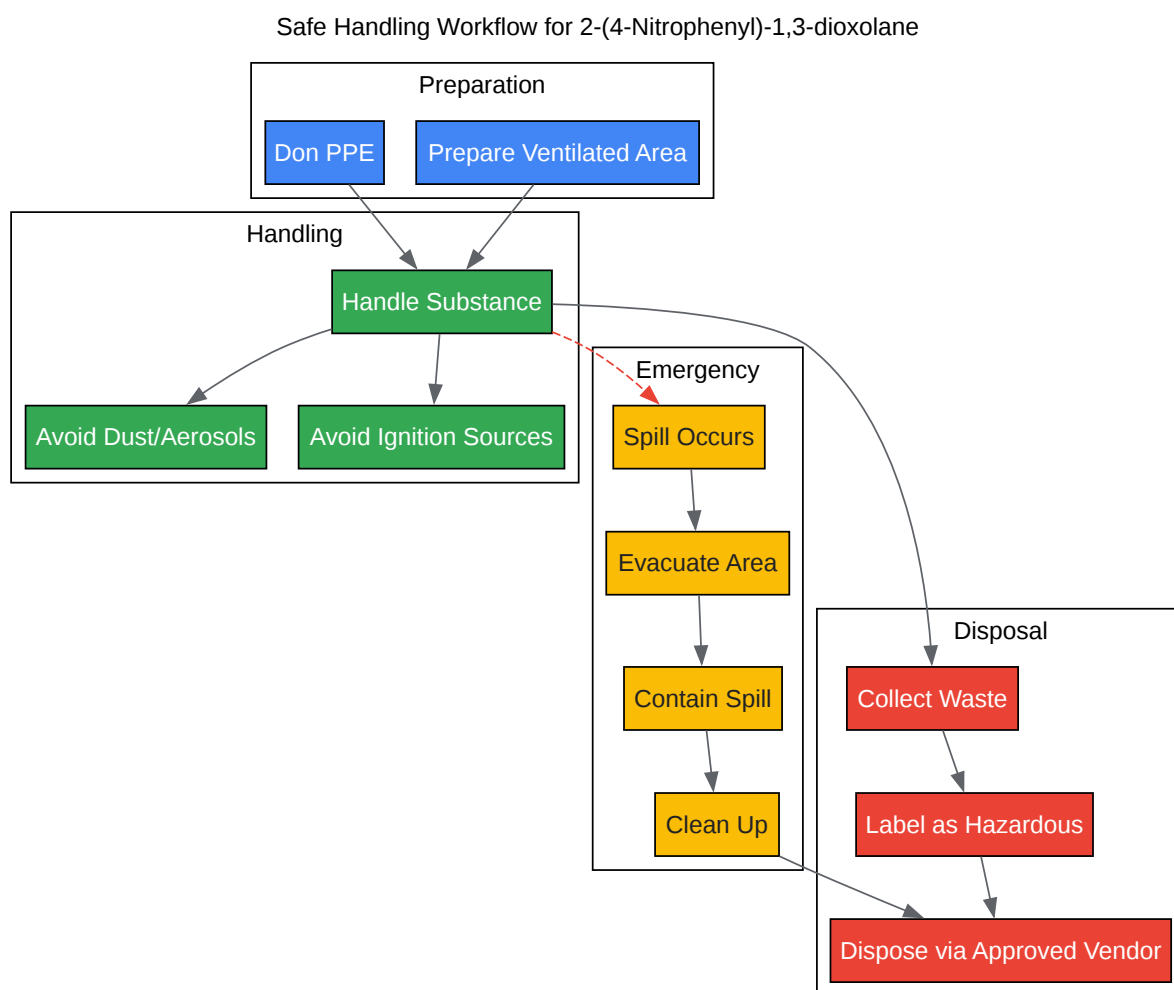 Safe Handling Workflow for 2-(4-Nitrophenyl)-1,3-dioxolane
Preparation
Don PPE
Prepare Ventilated Area
Handling
Handle Substance
Avoid Dust/Aerosols
Avoid Ignition Sources
Emergency
Spill Occurs
Evacuate Area
Contain Spill
Clean Up
Disposal
Collect Waste
Label as Hazardous
Dispose via Approved Vendor